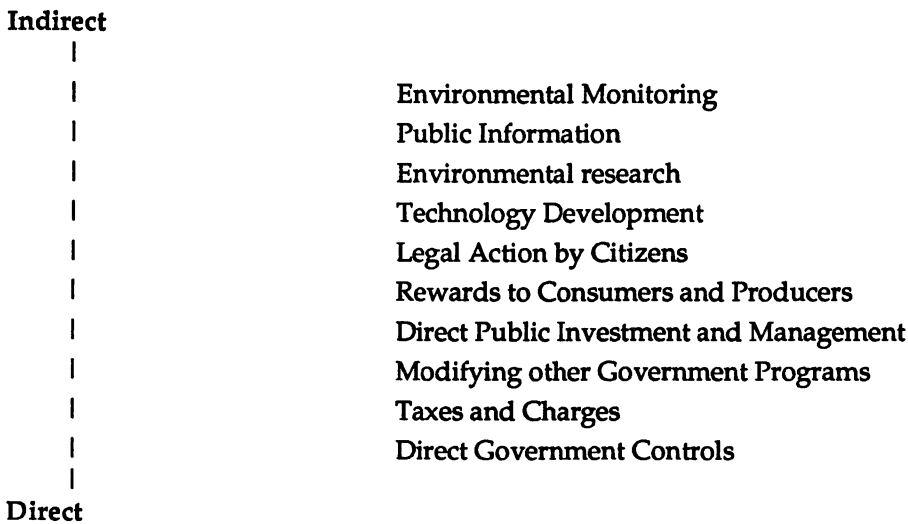 Indirect
Environmental Monitoring
Public Information
Environmental research
Technology Development
Legal Action by Citizens
Rewards to Consumers and Producers
Direct Public Investment and Management
Modifying other Government Programs
Taxes and Charges
Direct Government Controls
Direct